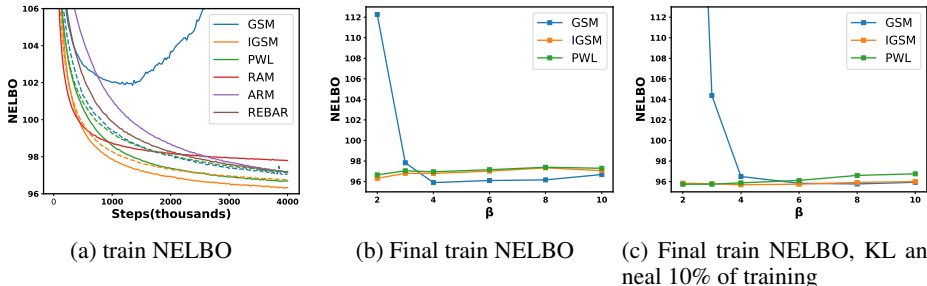 106
104
102
100
98
96
NELBO
0
1000
2000
3000
4000
Steps(thousands)
GSM
IGSM
PWL
RAM
ARM
REBAR
(a) train NELBO
112
110
108
106
104
102
100
98
96
NELBO
2
4
6
8
10
β
GSM
IGSM
PWL
(b) Final train NELBO
112
110
108
106
104
102
100
98
96
NELBO
2
4
6
8
10
β
GSM
IGSM
PWL
(c) Final train NELBO, KL an
neal 10% of training